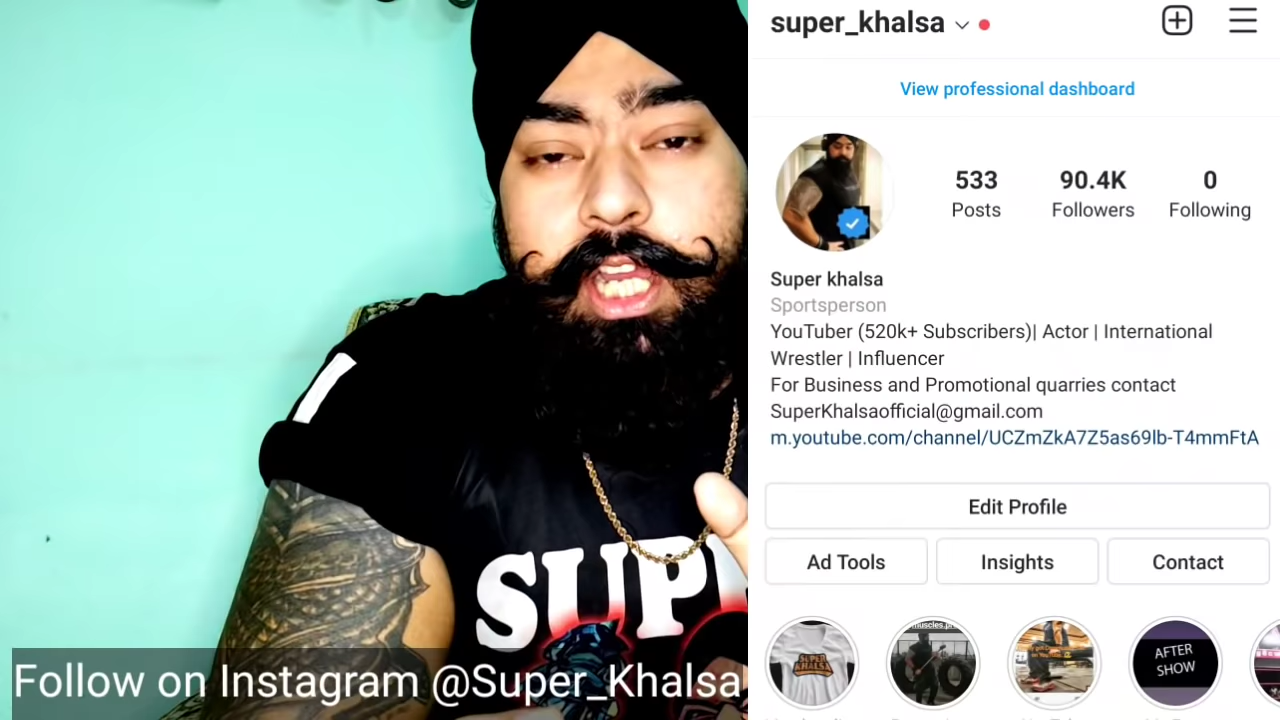 SUP
Follow on Instagram @Super_Khalsa
super_khalsa
View professional dashboard
533
90.4K
0
Posts
Followers
Following
Super khalsa
Sportsperson
YouTuber (520k+ Subscribers)| Actor | International
Wrestler | Influencer
For Business and Promotional quarries contact
SuperKhalsaofficial@gmail.com
m.youtube.com/channel/UCZmZkA7Z5as69lb-T4mmFtA
Edit Profile
Ad Tools
Insights
Contact
SUPER
KHALSA
AFTER
SHOW